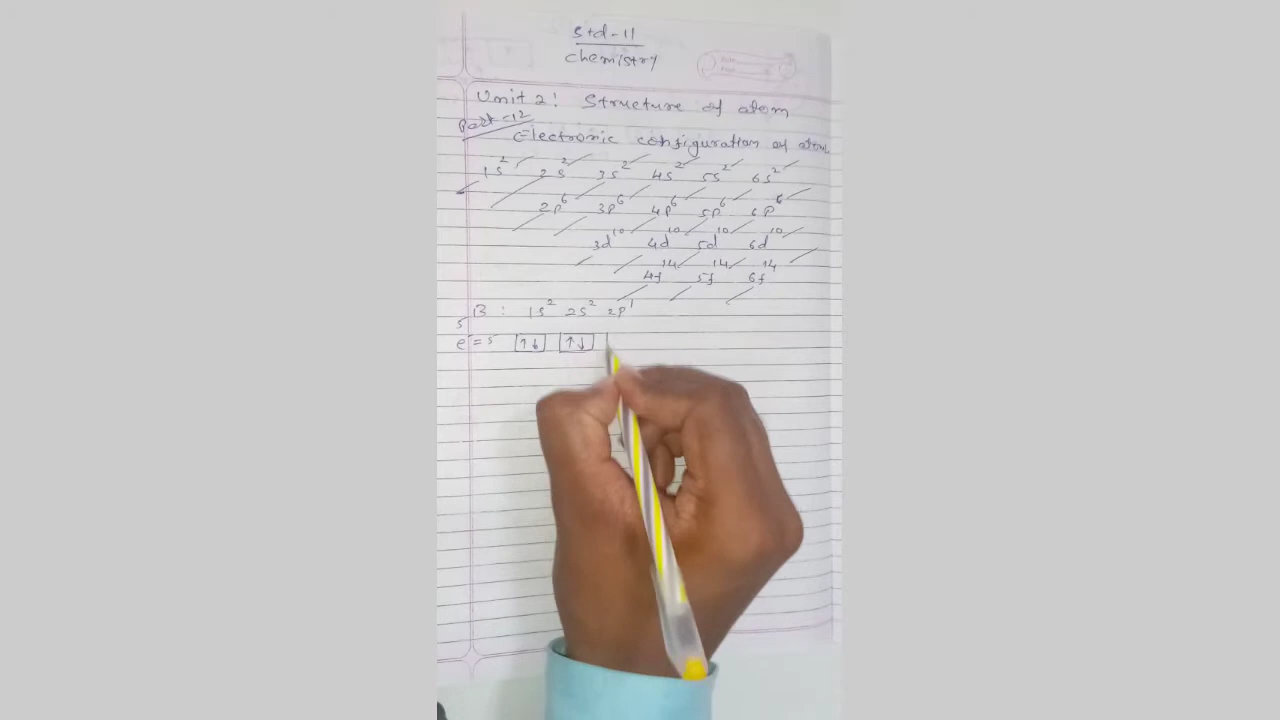 std-11
chemistry
Unit 2: Structure of atom
Part-12
Electronic configuration of atom
1s² 2s² 3s² 4s² 5s² 6s²
2p⁶ 3p⁶ 4p⁶ 5p⁶ 6p⁶
3d¹⁰ 4d¹⁰ 5d¹⁰ 6d¹⁰
4f¹⁴ 5f¹⁴ 6f¹⁴
₅B : 1s² 2s² 2p¹
e⁻=5 ↑↓ ↑↓